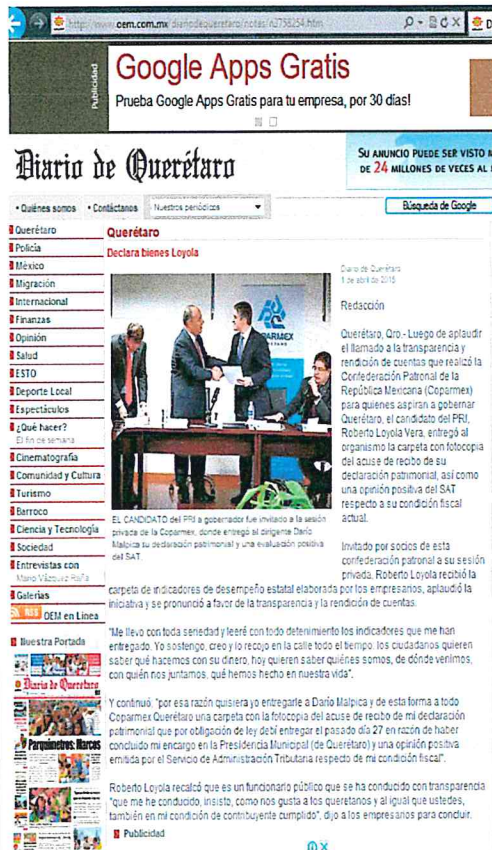 http://www.oem.com.mx/diariodequeretaro/notas/n3758254.htm
Publicidad
Google Apps Gratis
Prueba Google Apps Gratis para tu empresa, por 30 días!
Diario de Querétaro
SU ANUNCIO PUEDE SER VISTO
DE 24 MILLONES DE VECES AL
• Quiénes somos • Contáctanos Nuestros periódicos
Búsqueda de Google
Querétaro
Policía
México
Migración
Internacional
Finanzas
Opinión
Salud
ESTO
Deporte Local
Espectáculos
¿Qué hacer?
El fin de semana
Cinematografía
Comunidad y Cultura
Turismo
Barroco
Ciencia y Tecnología
Sociedad
Entrevistas con
Mario Vázquez Raña
Galerías
RSS OEM en Línea
Nuestra Portada
Diario de Querétaro
Parquímetros: Marcos
Querétaro
Declara bienes Loyola
COPARMEX
EL CANDIDATO del PRI a gobernador fue invitado a la sesión
privada de la Coparmex, donde entregó al dirigente Darío
Malpica su declaración patrimonial y una evaluación positiva
del SAT.
Diario de Querétaro
1 de abril de 2015
Redacción
Querétaro, Qro.- Luego de aplaudir
el llamado a la transparencia y
rendición de cuentas que realizó la
Confederación Patronal de la
República Mexicana (Coparmex)
para quienes aspiran a gobernar
Querétaro, el candidato del PRI,
Roberto Loyola Vera, entregó al
organismo la carpeta con fotocopia
del acuse de recibo de su
declaración patrimonial, así como
una opinión positiva del SAT
respecto a su condición fiscal
actual.
Invitado por socios de esta
confederación patronal a su sesión
privada, Roberto Loyola recibió la
carpeta de indicadores de desempeño estatal elaborada por los empresarios, aplaudió la
iniciativa y se pronunció a favor de la transparencia y la rendición de cuentas.
"Me llevo con toda seriedad y leeré con todo detenimiento los indicadores que me han
entregado. Yo sostengo, creo y lo recojo en la calle todo el tiempo: los ciudadanos quieren
saber qué hacemos con su dinero, hoy quieren saber quiénes somos, de dónde venimos,
con quién nos juntamos, qué hemos hecho en nuestra vida".
Y continuó, "por esa razón quisiera yo entregarle a Darío Malpica y de esta forma a todo
Coparmex Querétaro una carpeta con la fotocopia del acuse de recibo de mi declaración
patrimonial que por obligación de ley debí entregar el pasado día 27 en razón de haber
concluido mi encargo en la Presidencia Municipal (de Querétaro) y una opinión positiva
emitida por el Servicio de Administración Tributaria respecto de mi condición fiscal".
Roberto Loyola recalcó que es un funcionario público que se ha conducido con transparencia
"que me he conducido, insisto, como nos gusta a los queretanos y al igual que ustedes,
también en mi condición de contribuyente cumplido", dijo a los empresarios para concluir.
Publicidad